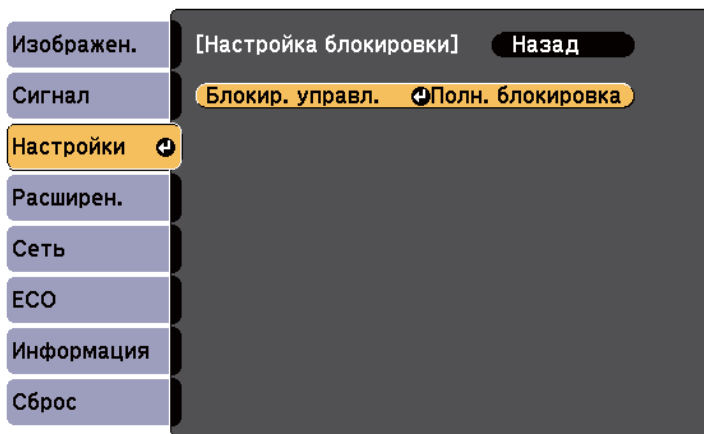 Изображен.
Сигнал
Настройки
Расширен.
Сеть
ECO
Информация
Сброс
[Настройка блокировки] Назад
Блокир. управл. Полн. блокировка